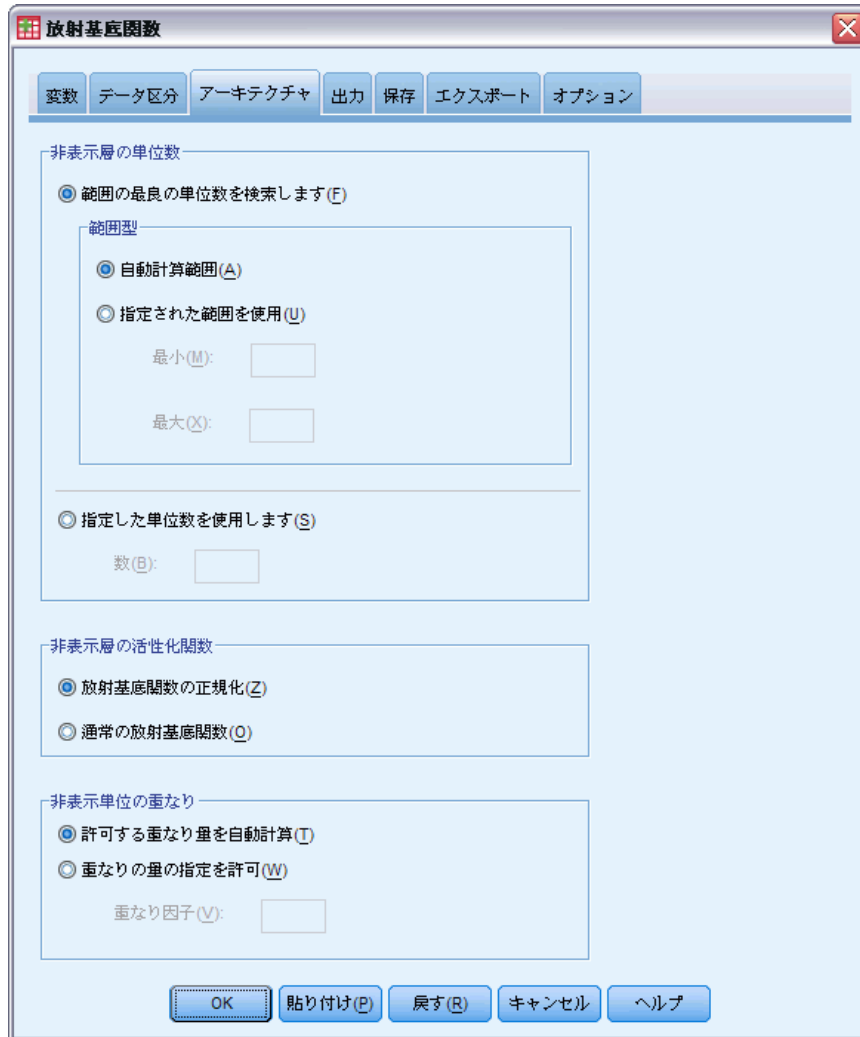 放射基底関数
変数 データ区分 アーキテクチャ 出力 保存 エクスポート オプション
非表示層の単位数
範囲の最良の単位数を検索します(F)
範囲型
自動計算範囲(A)
指定された範囲を使用(U)
最小(M):
最大(X):
指定した単位数を使用します(S)
数(B):
非表示層の活性化関数
放射基底関数の正規化(Z)
通常の放射基底関数(O)
非表示単位の重なり
許可する重なり量を自動計算(T)
重なりの量の指定を許可(W)
重なり因子(V):
OK 貼り付け(P) 戻す(R) キャンセル ヘルプ